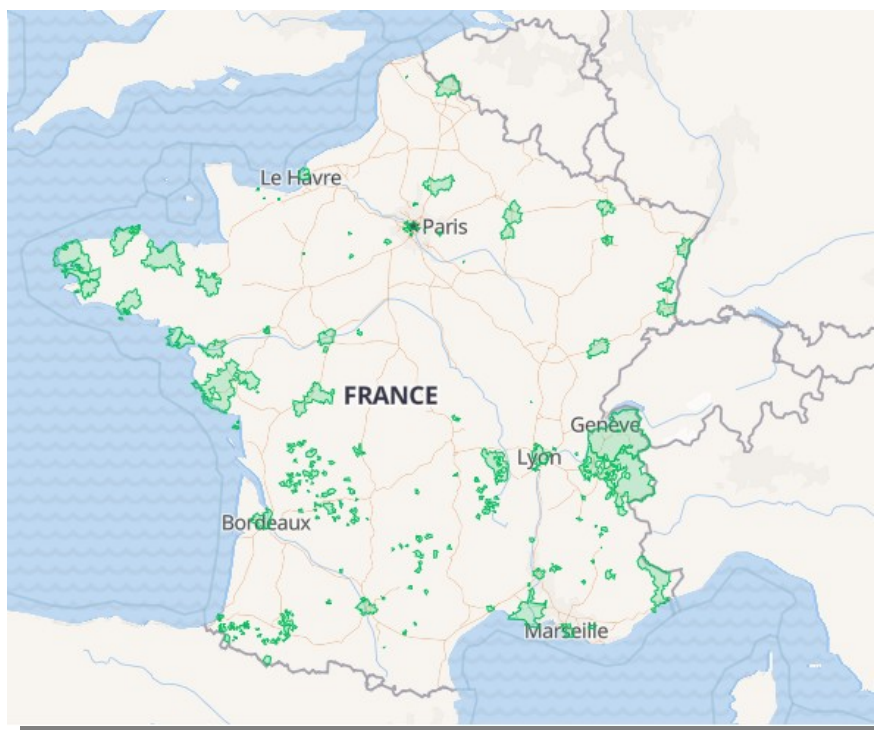 Le Havre
Paris
FRANCE
Genève
Lyon
Bordeaux
Marseille